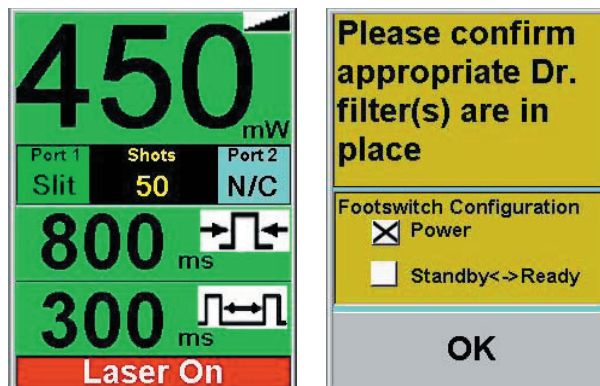 450
mW
Port 1 Shots Port 2
Slit 50 N/C
800 ms
300 ms
Laser On
Please confirm
appropriate Dr.
filter(s) are in
place
Footswitch Configuration
Power
Standby<->Ready
OK